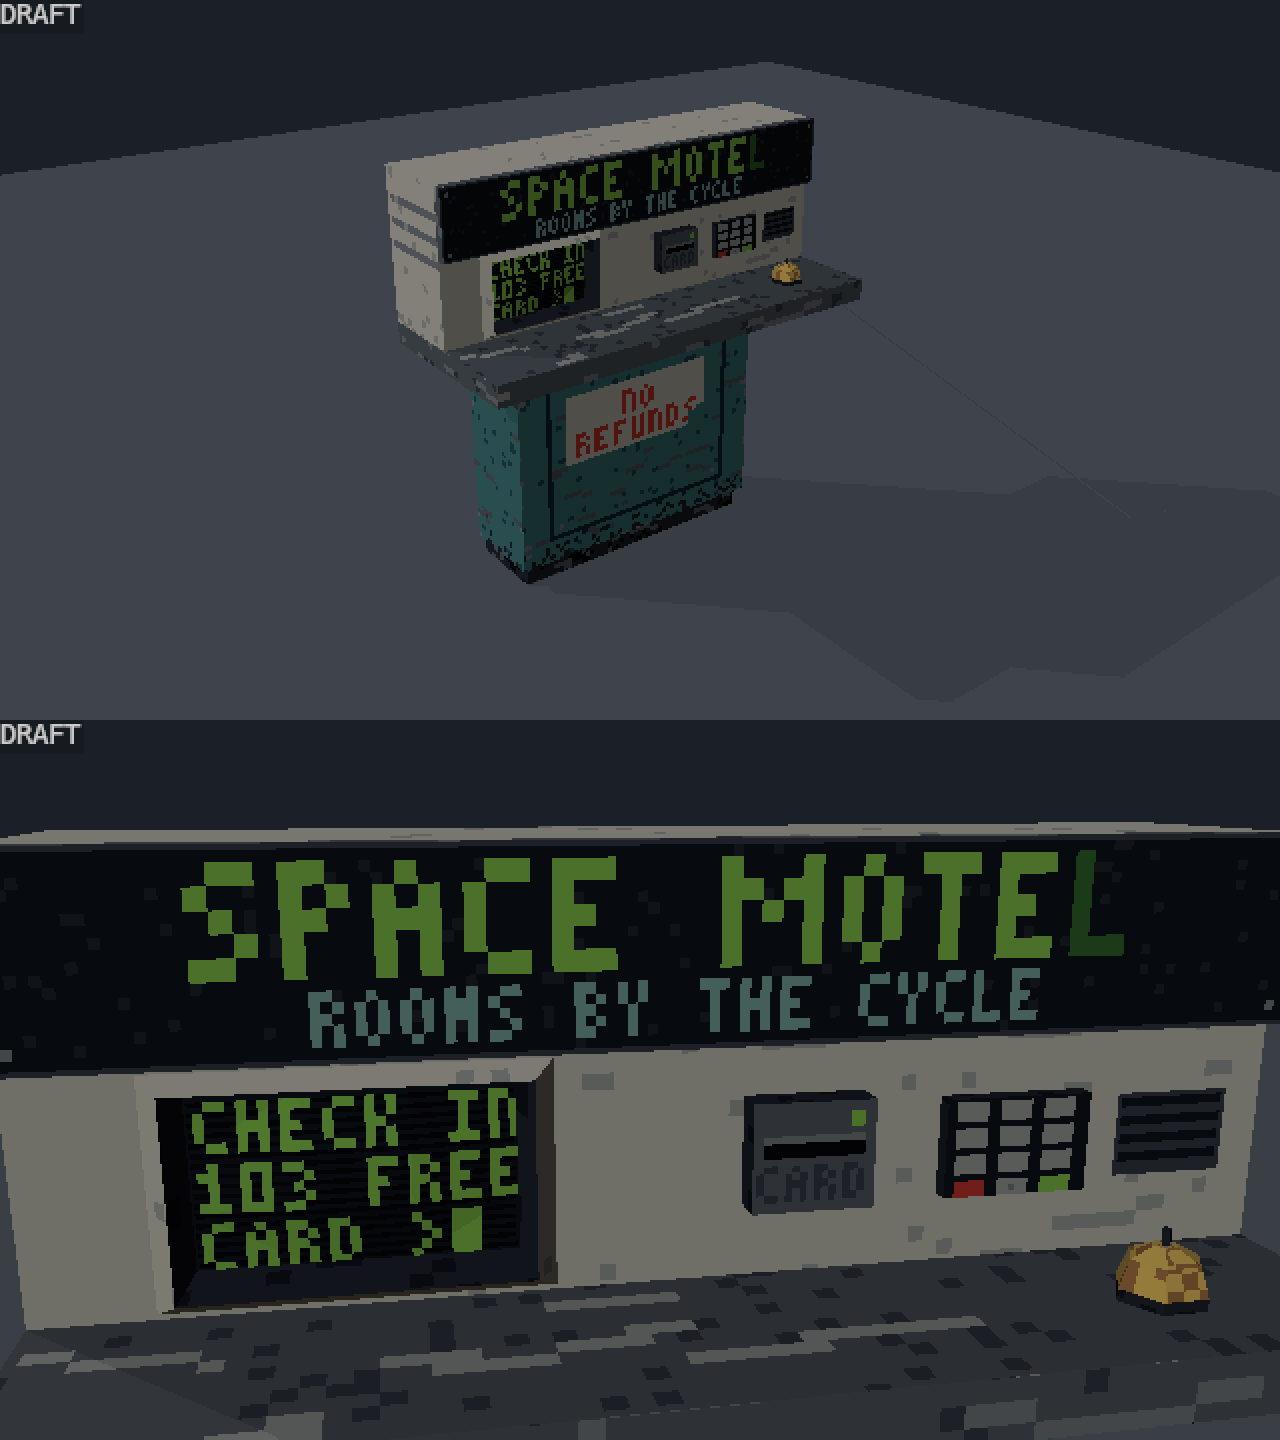 DRAFT
SPACE MOTEL
ROOMS BY THE CYCLE
CHECK IN
103 FREE
CARD >
CARD
NO
REFUNDS
DRAFT
SPACE MOTEL
ROOMS BY THE CYCLE
CHECK IN
103 FREE
CARD >
CARD